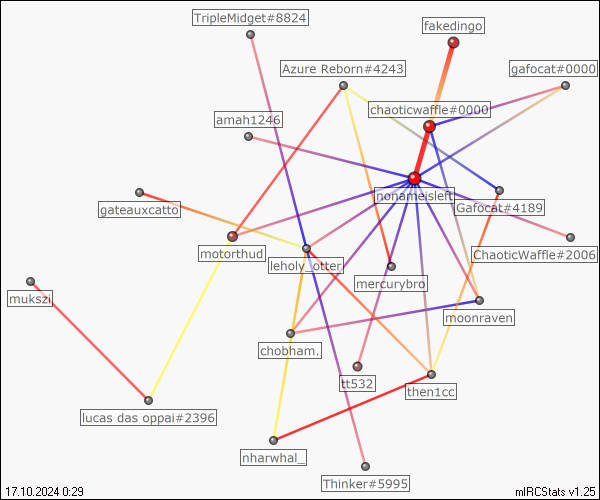 TripleMidget#8824
fakedingo
Azure Reborn#4243
gafocat#0000
chaoticwaffle#0000
amah1246
nonameisleft
gateauxcatto
Gafocat#4189
motorthud
ChaoticWaffle#2006
leholy_otter
mercurybro
mukszi
moonraven
chobham.
tt532
then1cc
lucas das oppai#2396
nharwhal_
Thinker#5995
17.10.2024 0:29
mIRCStats v1.25